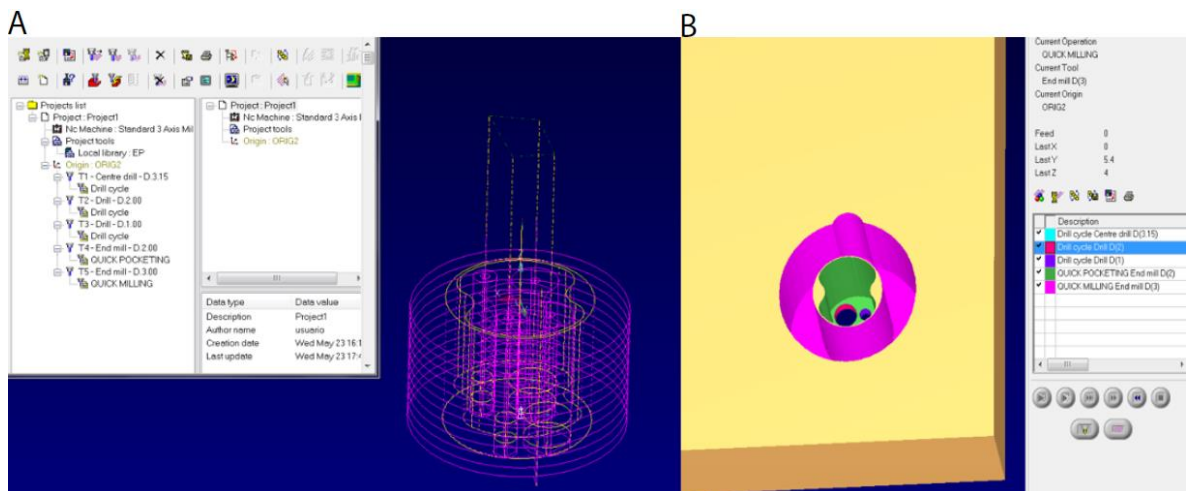 A
B
Projects list
Project : Project1
Nc Machine : Standard 3 Axis Mil
Project tools
Local library : EP
Origin : ORIG2
T1 - Centre drill - D.3.15
Drill cycle
T2 - Drill - D.2.00
Drill cycle
T3 - Drill - D.1.00
Drill cycle
T4 - End mill - D.2.00
QUICK POCKETING
T5 - End mill - D.3.00
QUICK MILLING
Project : Project1
Nc Machine : Standard 3 Axis
Project tools
Origin : ORIG2
Data type Data value
Description Project1
Author name usuario
Creation date Wed May 23 16:1
Last update Wed May 23 17:4
Current Operation
QUICK MILLING
Current Tool
End mill D(3)
Current Origin
ORIG2
Feed 0
LastX 0
LastY 5.4
LastZ 4
Description
Drill cycle Centre drill D(3.15)
Drill cycle Drill D(2)
Drill cycle Drill D(1)
QUICK POCKETING End mill D(2)
QUICK MILLING End mill D(3)